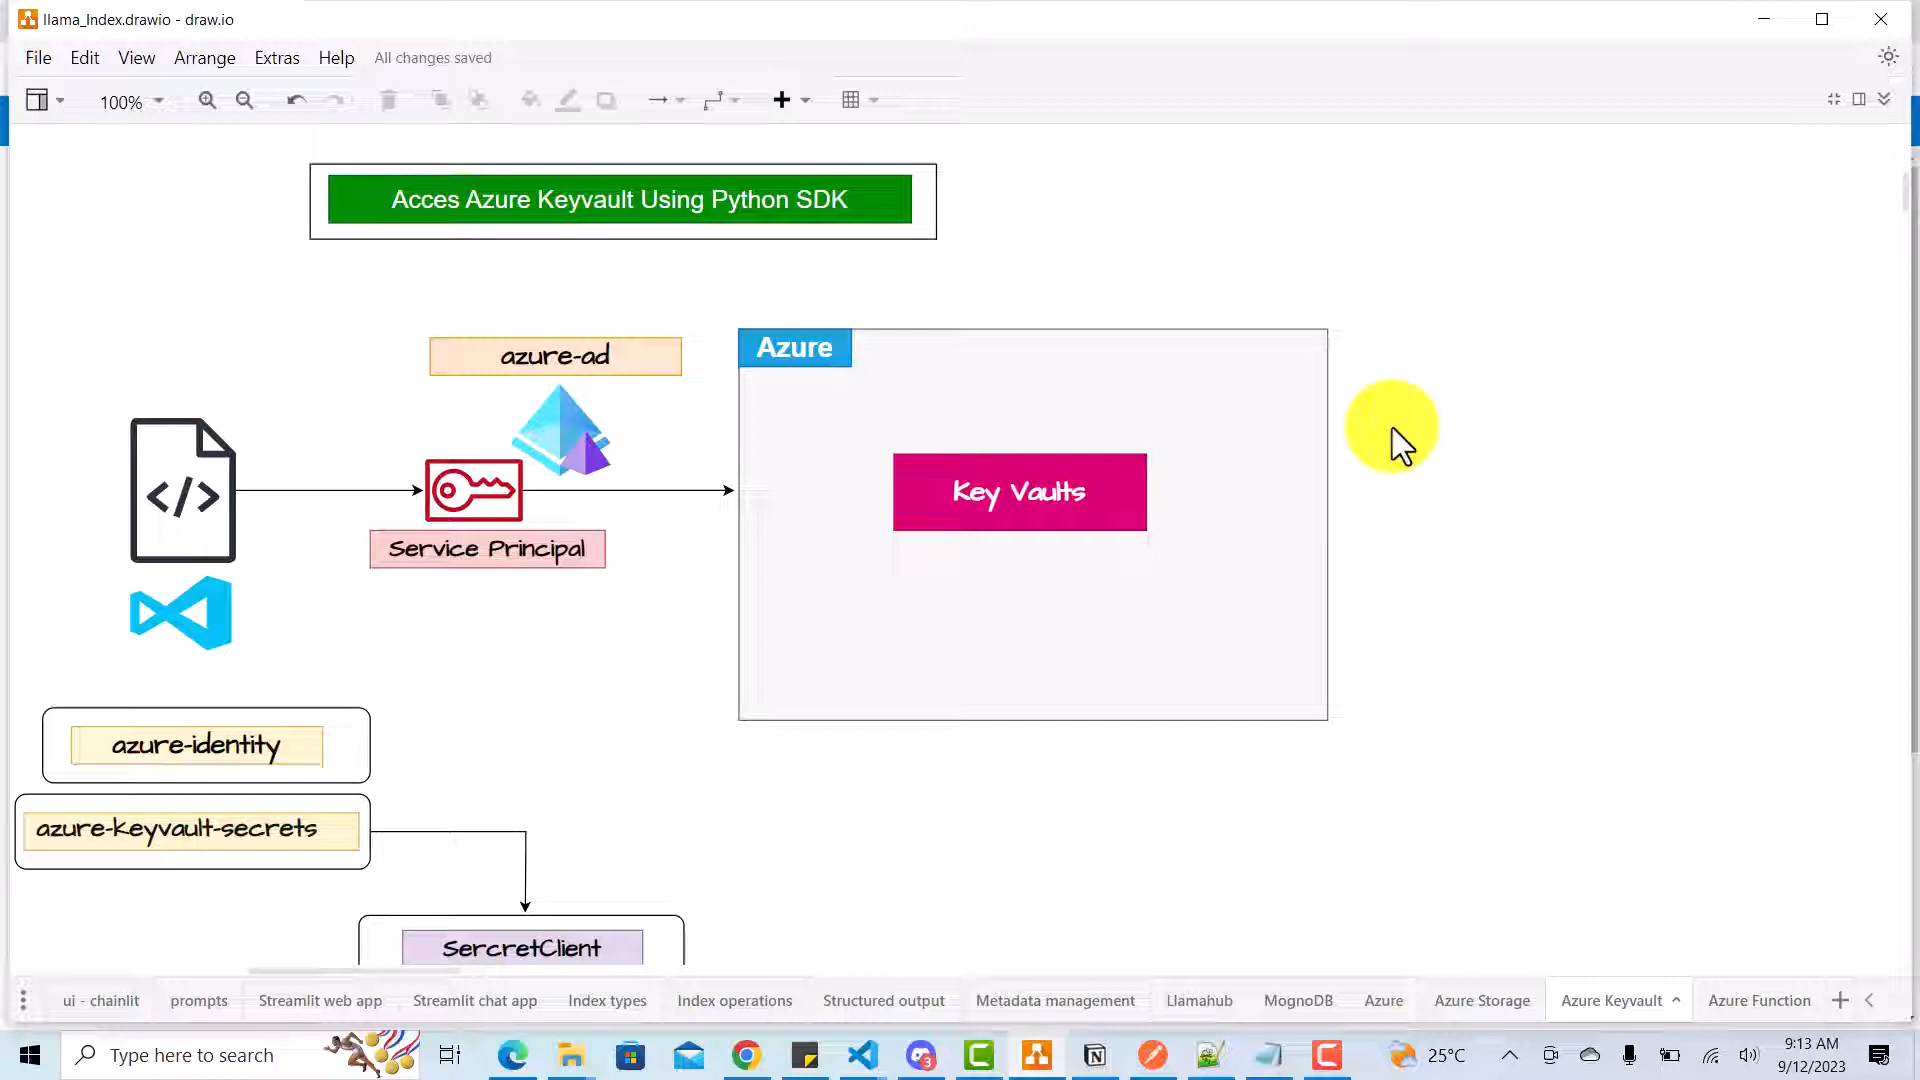 llama_Index.drawio - draw.io
File Edit View Arrange Extras Help All changes saved
100%
Acces Azure Keyvault Using Python SDK
azure-ad
Azure
Key Vaults
Service Principal
azure-identity
azure-keyvault-secrets
SercretClient
ui - chainlit prompts Streamlit web app Streamlit chat app Index types Index operations Structured output Metadata management Llamahub MognoDB Azure Azure Storage Azure Keyvault Azure Function
Type here to search
3
25°C
9:13 AM
9/12/2023